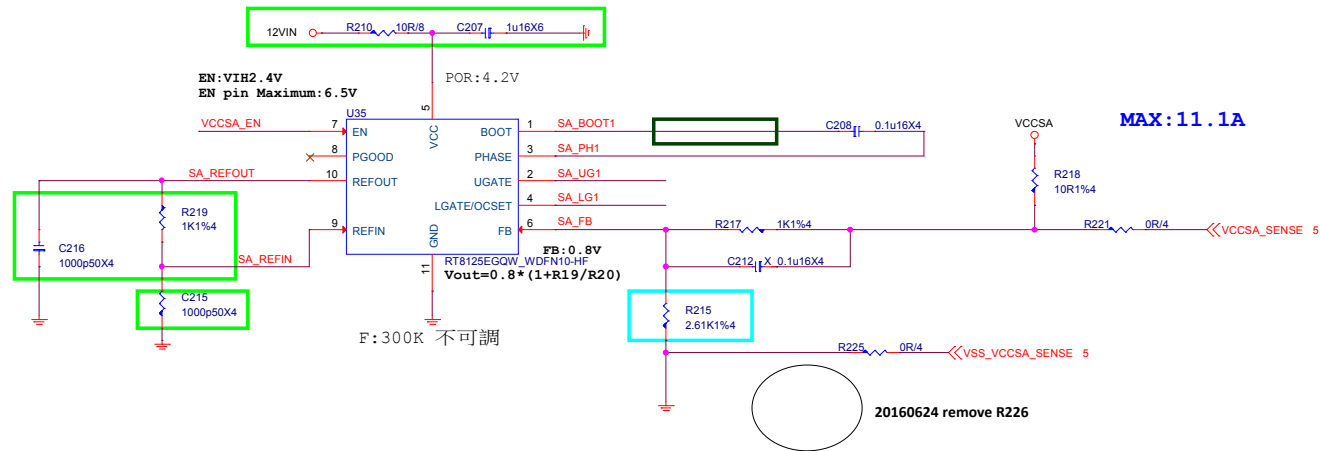 12VIN
R210
10R/8
C207
1u16X6
EN:VIH2.4V
EN pin Maximum:6.5V
POR:4.2V
U35
5
VCC
VCCSA_EN
7
EN
BOOT
1
SA_BOOT1
C208
0.1u16X4
VCCSA
MAX:11.1A
8
PGOOD
PHASE
3
SA_PH1
SA_REFOUT
10
REFOUT
UGATE
2
SA_UG1
R218
10R1%4
LGATE/OCSET
4
SA_LG1
R219
1K1%4
9
REFIN
FB
6
SA_FB
R217
1K1%4
R221
0R/4
VCCSA_SENSE 5
GND
11
FB:0.8V
C216
1000p50X4
SA_REFIN
RT8125EGQW_WDFN10-HF
Vout=0.8*(1+R19/R20)
C212
X
0.1u16X4
C215
1000p50X4
R215
2.61K1%4
F:300K 不可調
R225
0R/4
VSS_VCCSA_SENSE 5
20160624 remove R226